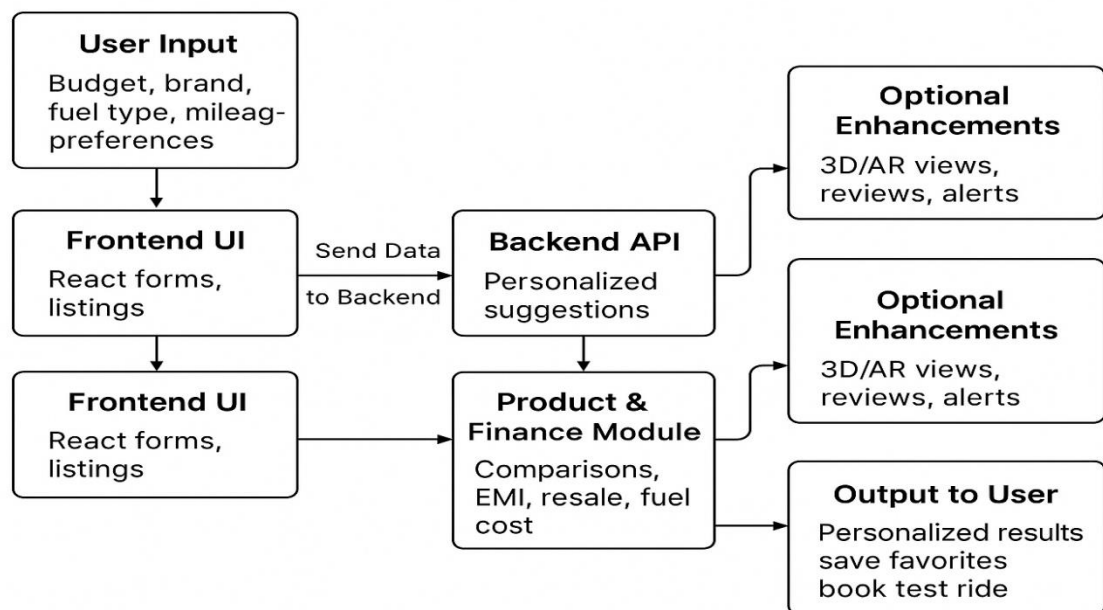 User Input
Budget, brand,
fuel type, mileag-
preferences
Frontend UI
React forms,
listings
Send Data
to Backend
Backend API
Personalized
suggestions
Optional
Enhancements
3D/AR views,
reviews, alerts
Frontend UI
React forms,
listings
Product &
Finance Module
Comparisons,
EMI, resale, fuel
cost
Optional
Enhancements
3D/AR views,
reviews, alerts
Output to User
Personalized results
save favorites
book test ride